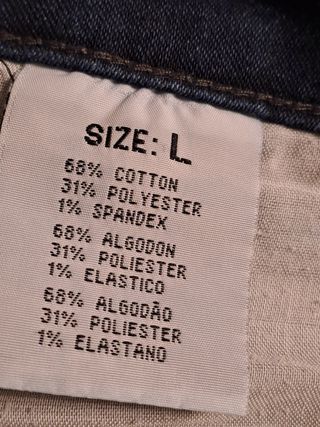 SIZE: L
68% COTTON
31% POLYESTER
1% SPANDEX
68% ALGODON
31% POLIESTER
1% ELASTICO
68% ALGODÃO
31% POLIESTER
1% ELASTANO